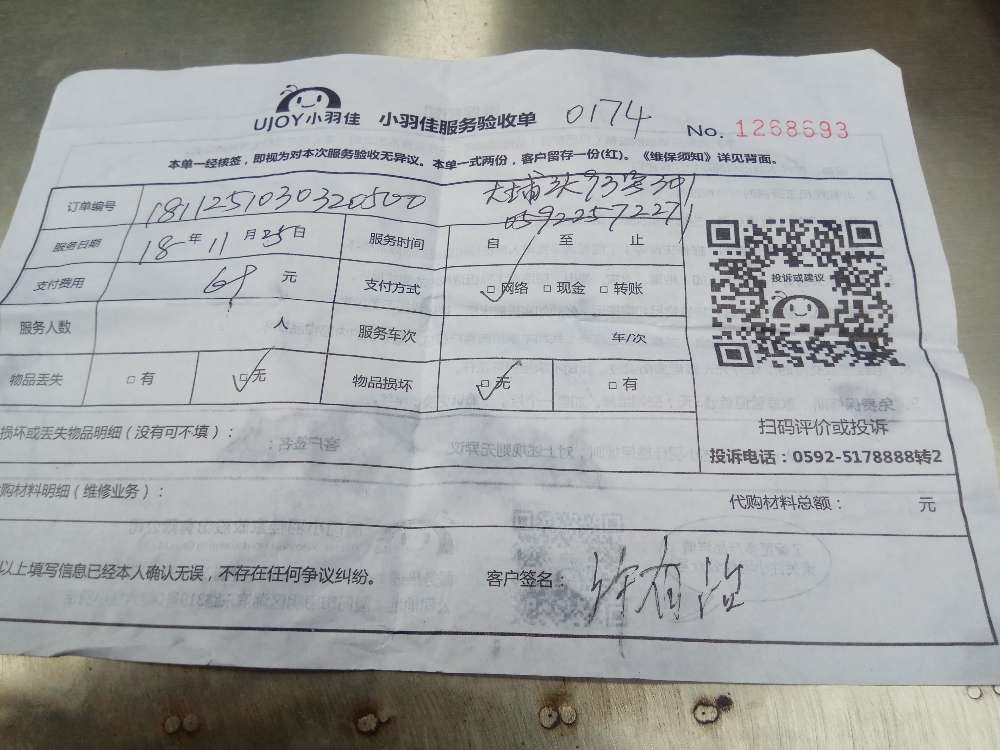 UJOY小羽佳 小羽佳服务验收单 0174 No. 1268693
本单一经核签，即视为对本次服务验收无异议。本单一式两份，客户留存一份(红)。《维保须知》详见背面。
订单编号 1811251030320500
05922257227
服务日期 18年11月25日 服务时间 自 至 止
支付费用 68元 支付方式 □网络 □现金 □转账
投诉或建议
服务人数 人 服务车次 车/次
物品丢失 □有 □无 物品损坏 □无 □有
扫码评价或投诉
损坏或丢失物品明细（没有可不填）：
投诉电话：0592-5178888转2
购材料明细（维修业务）：
代购材料总额： 元
以上填写信息已经本人确认无误，不存在任何争议纠纷。 客户签名：